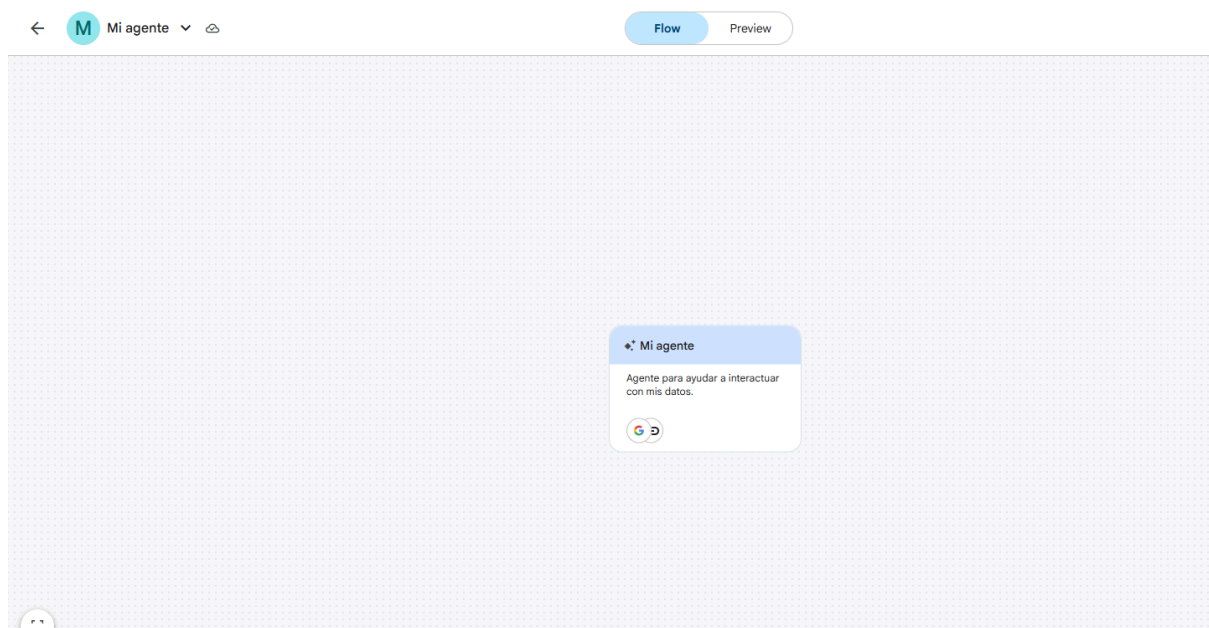 M Mi agente
Flow Preview
Mi agente
Agente para ayudar a interactuar
con mis datos.
G